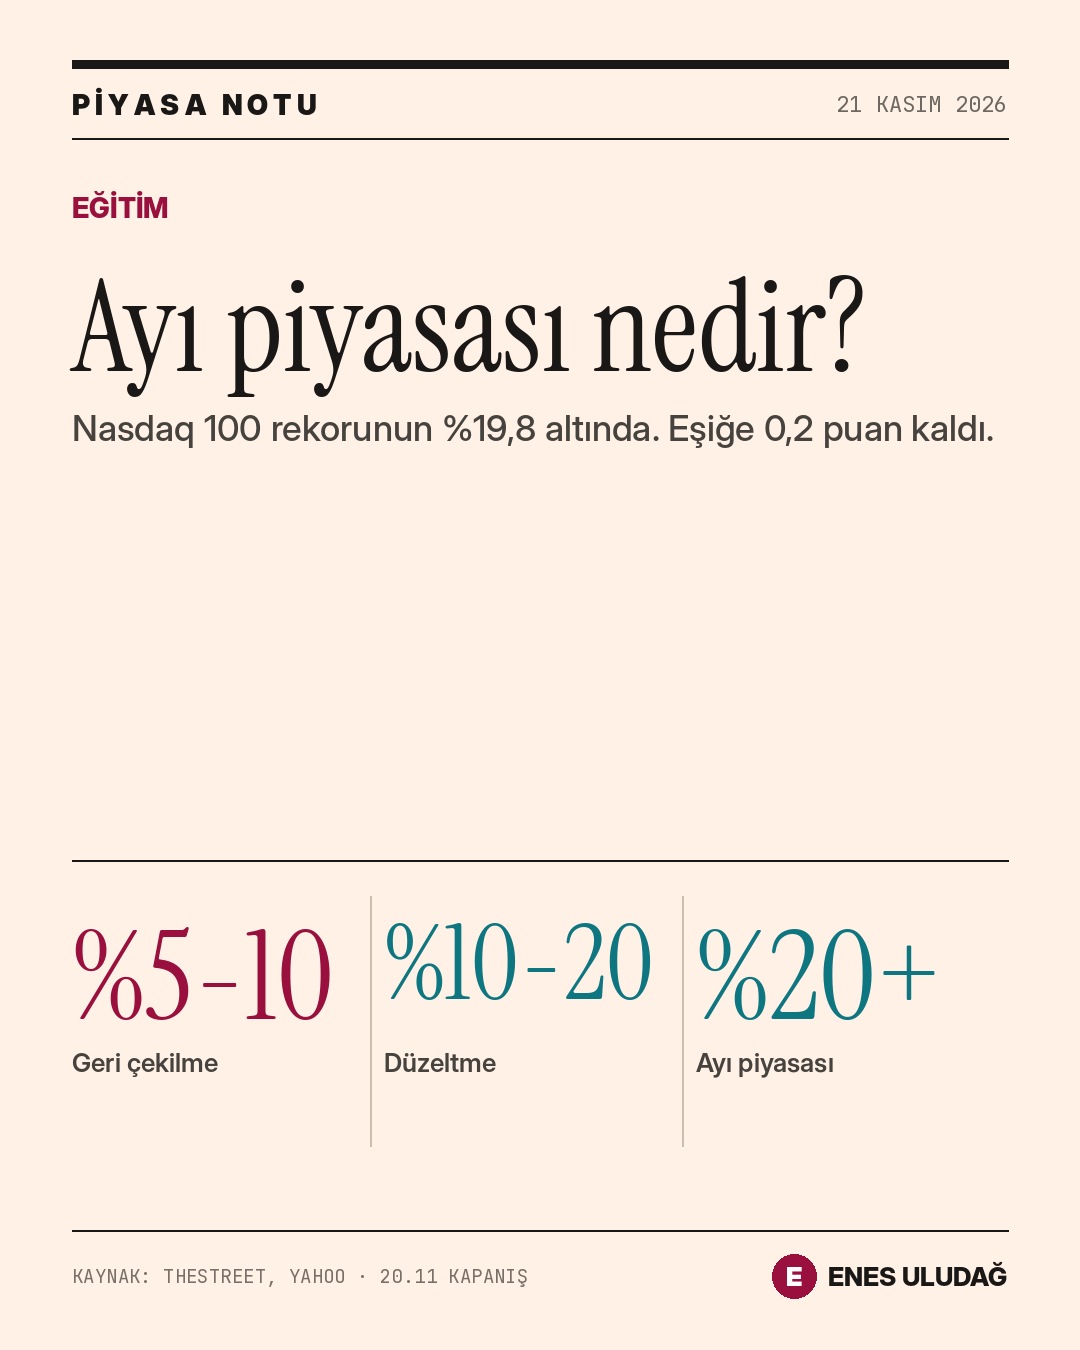 PİYASA NOTU
21 KASIM 2026
EĞİTİM
Ayı piyasası nedir?
Nasdaq 100 rekorunun %19,8 altında. Eşiğe 0,2 puan kaldı.
%5-10
Geri çekilme
%10-20
Düzeltme
%20+
Ayı piyasası
KAYNAK: THESTREET, YAHOO · 20.11 KAPANIŞ
E ENES ULUDAĞ